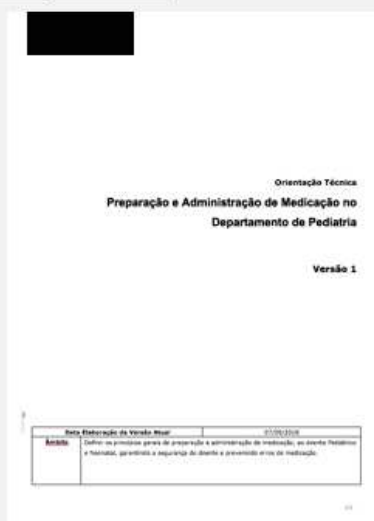 Orientação Técnica
Preparação e Administração de Medicação no
Departamento de Pediatria
Versão 1
Data Elaboração da Versão Atual
Âmbito
Definir os princípios gerais de preparação e administração de medicação, ao doente Pediátrico
e Neonatal, garantindo a segurança do doente e prevenindo erros de medicação.